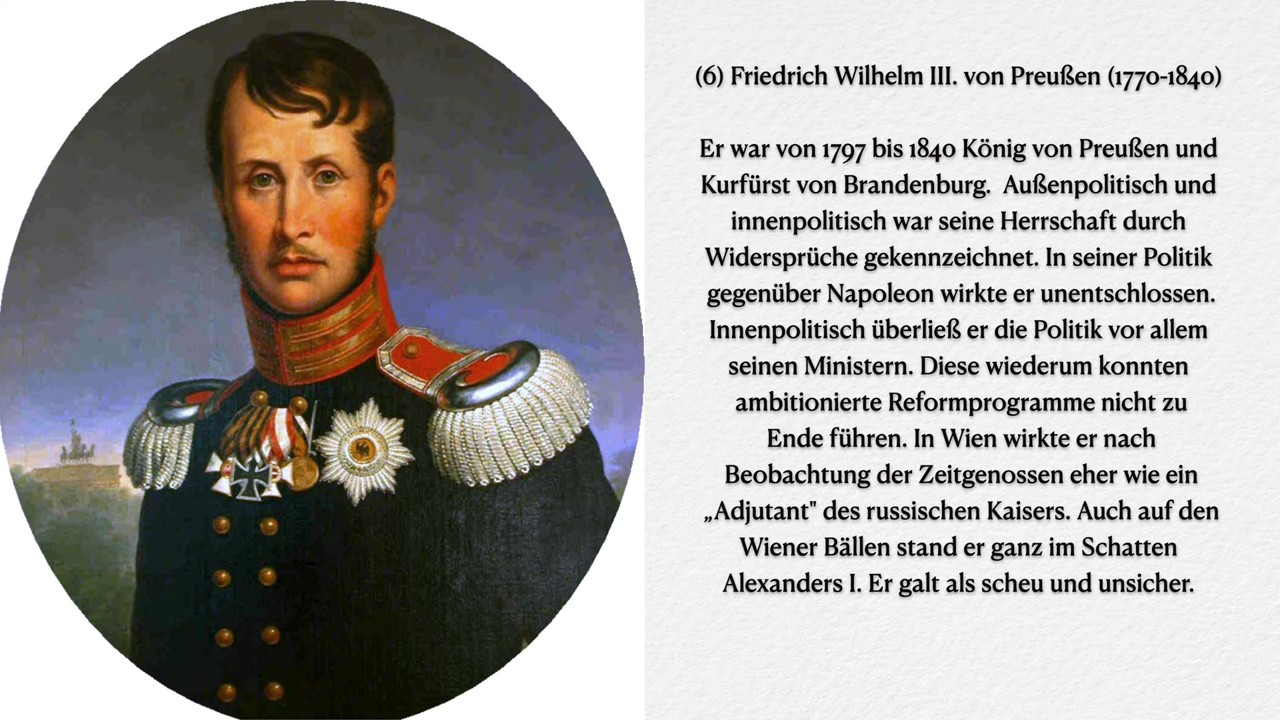 (6) Friedrich Wilhelm III. von Preußen (1770-1840)
Er war von 1797 bis 1840 König von Preußen und
Kurfürst von Brandenburg.  Außenpolitisch und
innenpolitisch war seine Herrschaft durch
Widersprüche gekennzeichnet. In seiner Politik
gegenüber Napoleon wirkte er unentschlossen.
Innenpolitisch überließ er die Politik vor allem
seinen Ministern. Diese wiederum konnten
ambitionierte Reformprogramme nicht zu
Ende führen. In Wien wirkte er nach
Beobachtung der Zeitgenossen eher wie ein
„Adjutant" des russischen Kaisers. Auch auf den
Wiener Bällen stand er ganz im Schatten
Alexanders I. Er galt als scheu und unsicher.